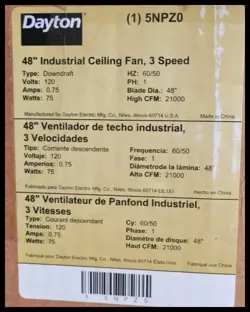 Dayton
(1) 5NPZ0
48" Industrial Ceiling Fan, 3 Speed
Type: Downdraft HZ: 60/50
Volts: 120 PH: 1
Amps: 0.75 Blade Dia.: 48"
Watts: 75 High CFM: 21000
Manufactured for Dayton Electric Mfg. Co., Niles, Illinois 60714 U.S.A. Made in China
48" Ventilador de techo industrial,
3 Velocidades
Tipo: Corriente descendente Frequencia: 60/50
Voltaje: 120 Fase: 1
Amperios: 0.75 Diámetrode la lámina: 48"
Watts: 75 Alto CFM: 21000
Fabricado para Dayton Electric Mfg. Co., Niles, Illinois 60714 EE.UU. Hecho en China
48" Ventilateur de Panfond Industriel,
3 Vitesses
Type: Courant descendant Cy: 60/50
Tension: 120 Phase: 1
Amps: 0.75 Diamètre de disque: 48"
Watts: 75 Haut CFM: 21000
Fabriqué pour Dayton Electric Mfg. Co., Niles, Illinois 60714 États-Unis Fabriqué aux China
5NPZ0